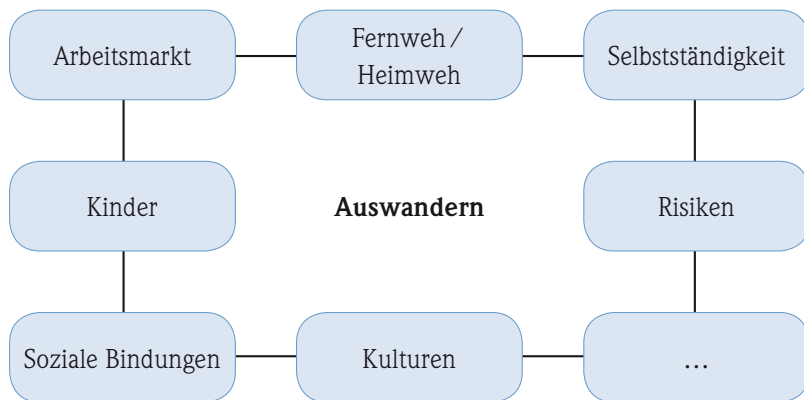 Arbeitsmarkt
Fernweh /
Heimweh
Selbstständigkeit
Kinder
Auswandern
Risiken
Soziale Bindungen
Kulturen
...